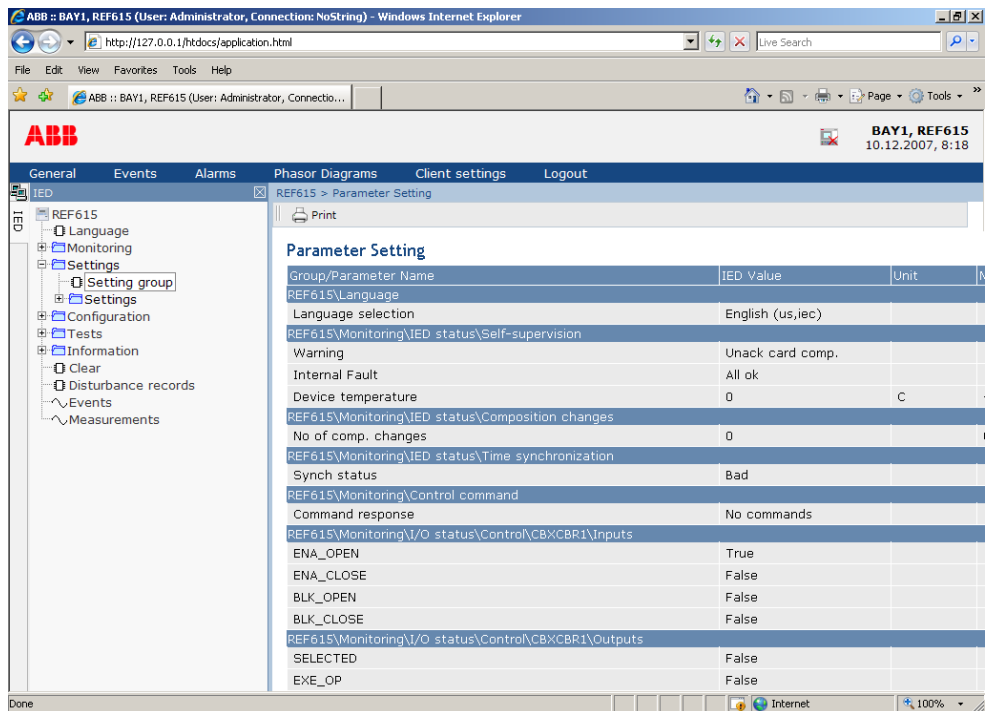 ABB :: BAY1, REF615 (User: Administrator, Connection: NoString) - Windows Internet Explorer
http://127.0.0.1/htdocs/application.html
Live Search
File Edit View Favorites Tools Help
ABB :: BAY1, REF615 (User: Administrator, Connectio...
Page Tools
ABB
BAY1, REF615
10.12.2007, 8:18
General Events Alarms Phasor Diagrams Client settings Logout
IED
IED
REF615 > Parameter Setting
REF615
Language
Monitoring
Settings
Setting group
Settings
Configuration
Tests
Information
Clear
Disturbance records
Events
Measurements
Print
Parameter Setting
Group/Parameter Name IED Value Unit
REF615\Language
Language selection English (us,iec)
REF615\Monitoring\IED status\Self-supervision
Warning Unack card comp.
Internal Fault All ok
Device temperature 0 C
REF615\Monitoring\IED status\Composition changes
No of comp. changes 0
REF615\Monitoring\IED status\Time synchronization
Synch status Bad
REF615\Monitoring\Control command
Command response No commands
REF615\Monitoring\I/O status\Control\CBXCBR1\Inputs
ENA_OPEN True
ENA_CLOSE False
BLK_OPEN False
BLK_CLOSE False
REF615\Monitoring\I/O status\Control\CBXCBR1\Outputs
SELECTED False
EXE_OP False
Done Internet 100%